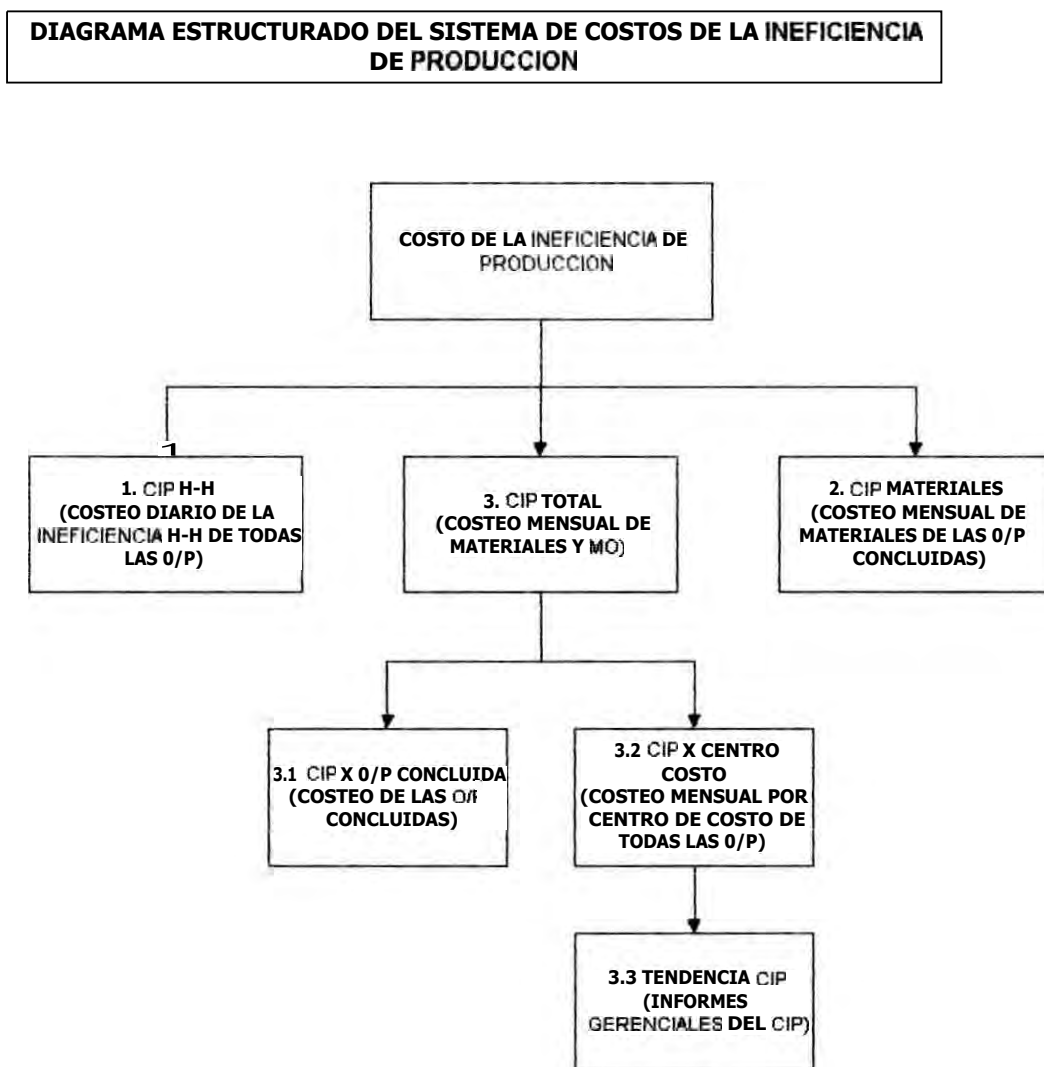 DIAGRAMA ESTRUCTURADO DEL SISTEMA DE COSTOS DE LA INEFICIENCIA
DE PRODUCCION
COSTO DE LA INEFICIENCIA DE
PRODUCCION
1. CIP H-H
(COSTEO DIARIO DE LA
INEFICIENCIA H-H DE TODAS
LAS 0/P)
3. CIP TOTAL
(COSTEO MENSUAL DE
MATERIALES Y MO)
2. CIP MATERIALES
(COSTEO MENSUAL DE
MATERIALES DE LAS 0/P
CONCLUIDAS)
3.1 CIP X 0/P CONCLUIDA
(COSTEO DE LAS O/P
CONCLUIDAS)
3.2 CIP X CENTRO
COSTO
(COSTEO MENSUAL POR
CENTRO DE COSTO DE
TODAS LAS 0/P)
3.3 TENDENCIA CIP
(INFORMES
GERENCIALES DEL CIP)